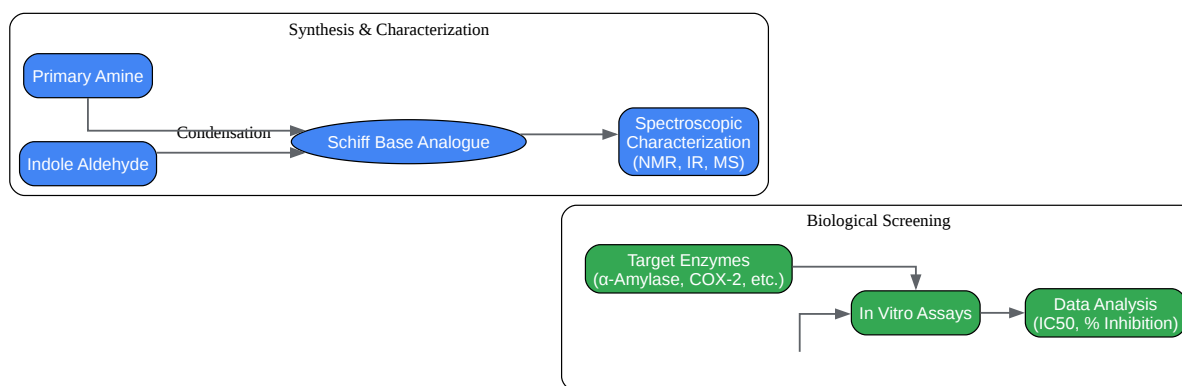 Synthesis & Characterization
Primary Amine
Condensation
Indole Aldehyde
Schiff Base Analogue
Spectroscopic
Characterization
(NMR, IR, MS)
Biological Screening
Target Enzymes
(α-Amylase, COX-2, etc.)
In Vitro Assays
Data Analysis
(IC50, % Inhibition)